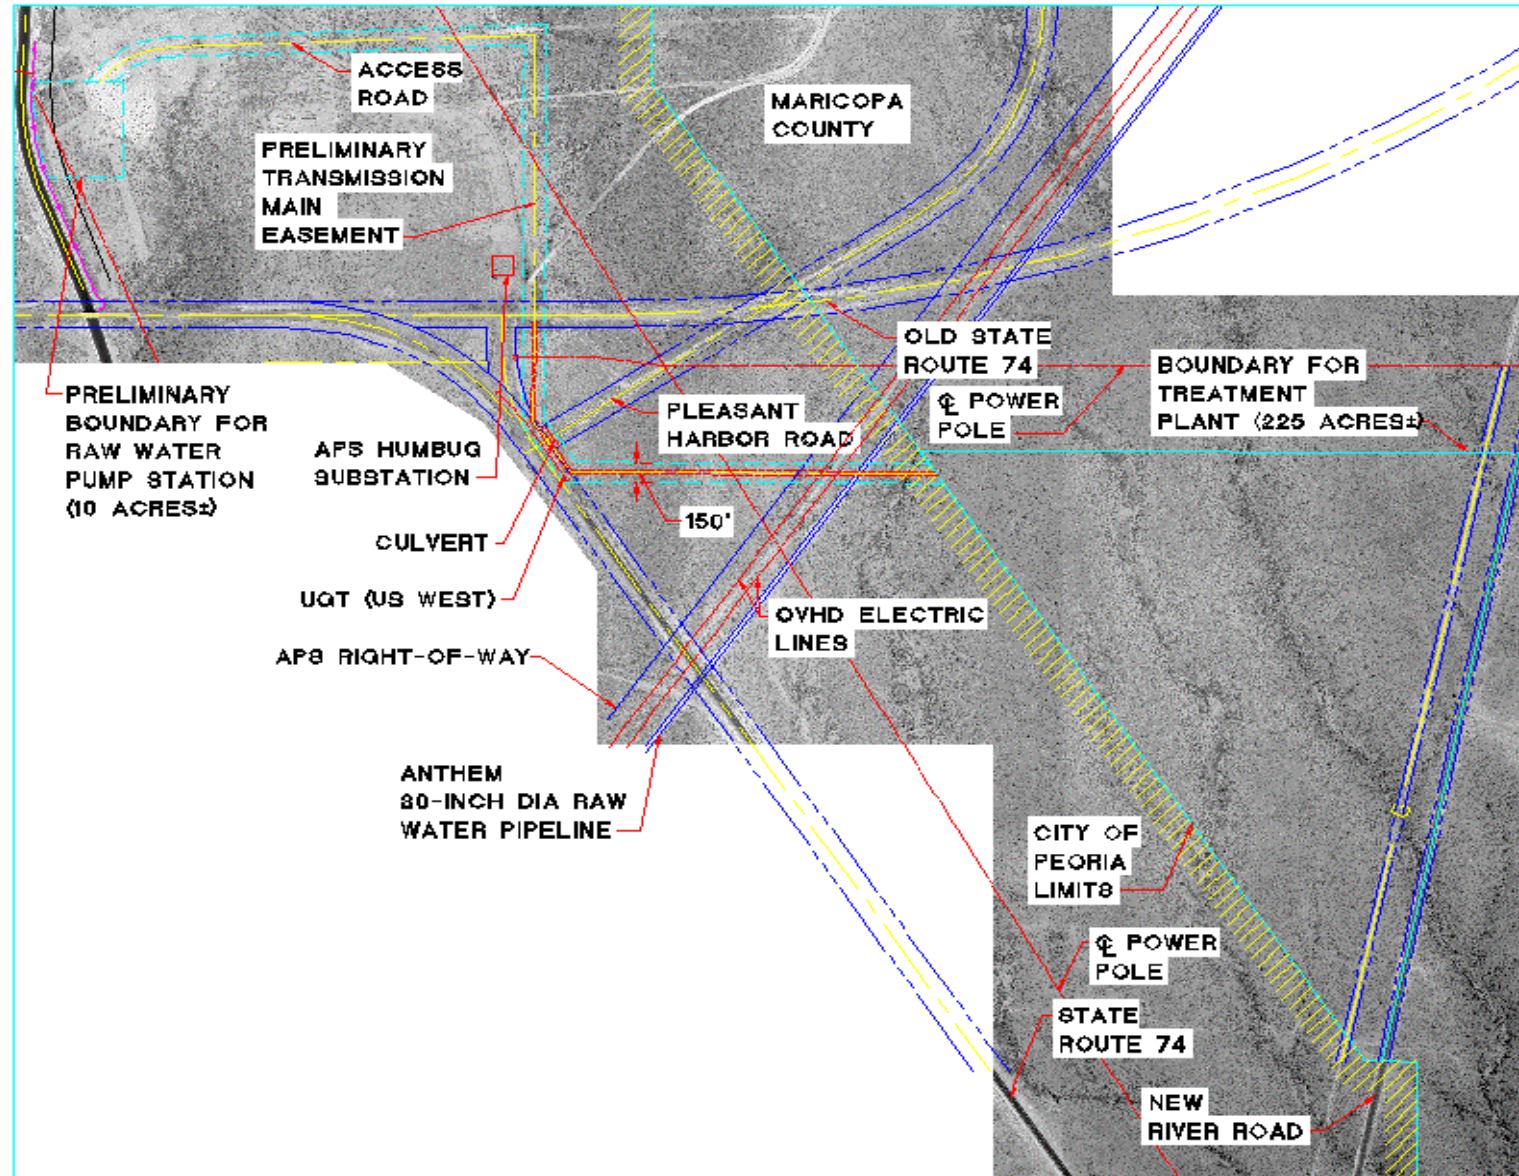 ACCESS
ROAD
MARICOPA
COUNTY
PRELIMINARY
TRANSMISSION
MAIN
EASEMENT
OLD STATE
ROUTE 74
℄ POWER
POLE
BOUNDARY FOR
TREATMENT
PLANT (225 ACRES±)
PRELIMINARY
BOUNDARY FOR
RAW WATER
PUMP STATION
(10 ACRES±)
PLEASANT
HARBOR ROAD
APS HUMBUG
SUBSTATION
150'
CULVERT
UGT (US WEST)
OVHD ELECTRIC
LINES
APS RIGHT-OF-WAY
ANTHEM
30-INCH DIA RAW
WATER PIPELINE
CITY OF
PEORIA
LIMITS
℄ POWER
POLE
STATE
ROUTE 74
NEW
RIVER ROAD